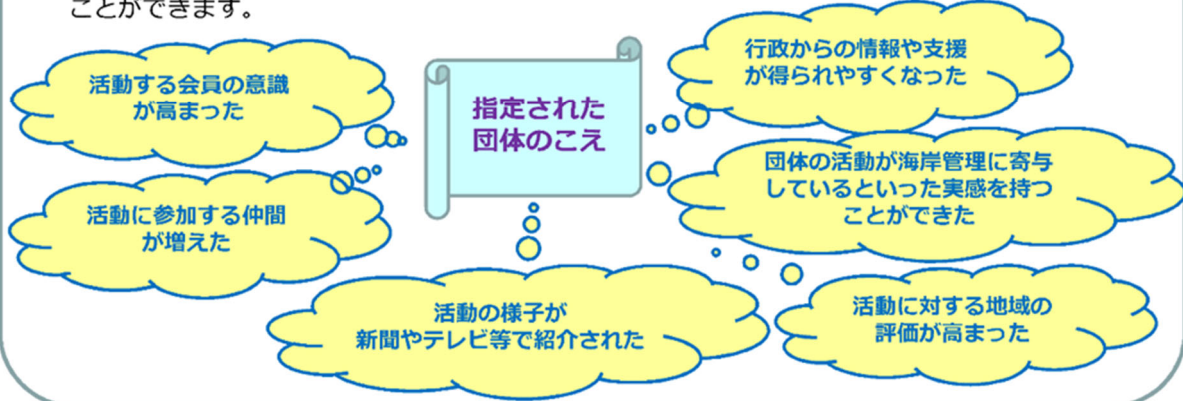 ことができます。
活動する会員の意識
が高まった
指定された
団体のこえ
行政からの情報や支援
が得られやすくなった
団体の活動が海岸管理に寄与
しているといった実感を持つ
ことができた
活動に参加する仲間
が増えた
活動の様子が
新聞やテレビ等で紹介された
活動に対する地域の
評価が高まった